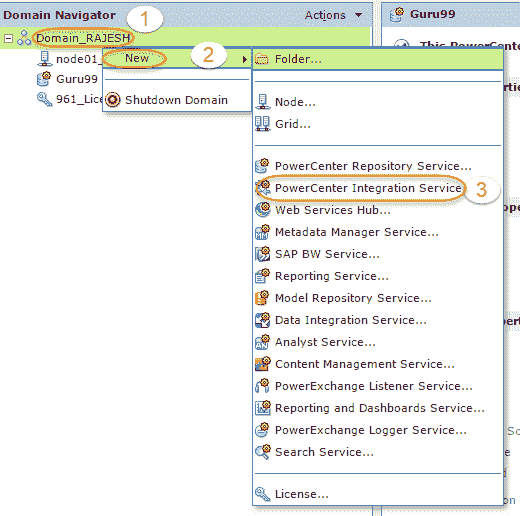 Domain Navigator
Actions
Guru99
1
Domain_RAJESH
node01_
New
2
Folder...
Guru99
961_Lice
Shutdown Domain
Node...
Grid...
PowerCenter Repository Service...
PowerCenter Integration Service
3
Web Services Hub...
Metadata Manager Service...
SAP BW Service...
Reporting Service...
Model Repository Service...
Data Integration Service...
Analyst Service...
Content Management Service...
PowerExchange Listener Service...
Reporting and Dashboards Service...
PowerExchange Logger Service...
Search Service...
License...
This PowerCente